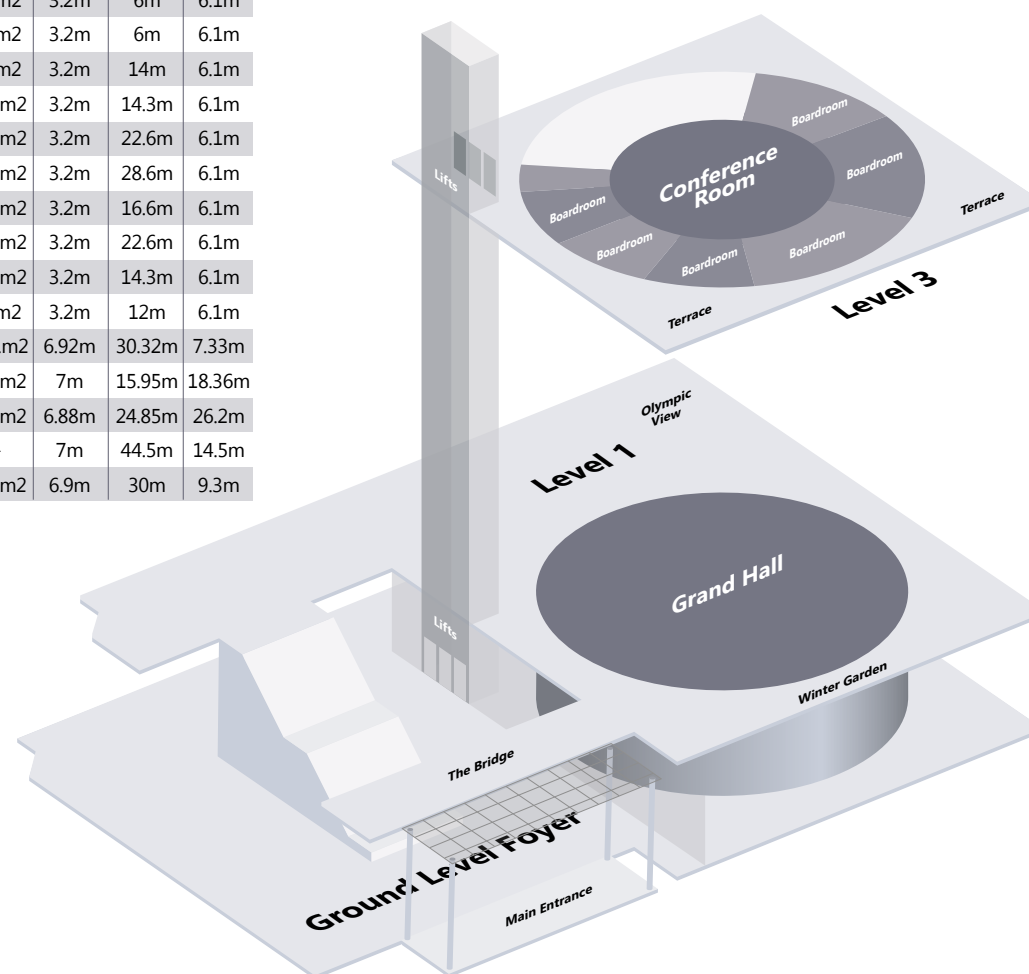 m2 3.2m 6m 6.1m
m2 3.2m 6m 6.1m
m2 3.2m 14m 6.1m
m2 3.2m 14.3m 6.1m
m2 3.2m 22.6m 6.1m
m2 3.2m 28.6m 6.1m
m2 3.2m 16.6m 6.1m
m2 3.2m 22.6m 6.1m
m2 3.2m 14.3m 6.1m
m2 3.2m 12m 6.1m
m2 6.92m 30.32m 7.33m
m2 7m 15.95m 18.36m
m2 6.88m 24.85m 26.2m
7m 44.5m 14.5m
m2 6.9m 30m 9.3m
Lifts
Boardroom
Boardroom
Conference
Room
Boardroom
Boardroom
Boardroom
Boardroom
Terrace
Terrace
Level 3
Olympic
View
Level 1
Grand Hall
Lifts
Winter Garden
The Bridge
Ground Level Foyer
Main Entrance